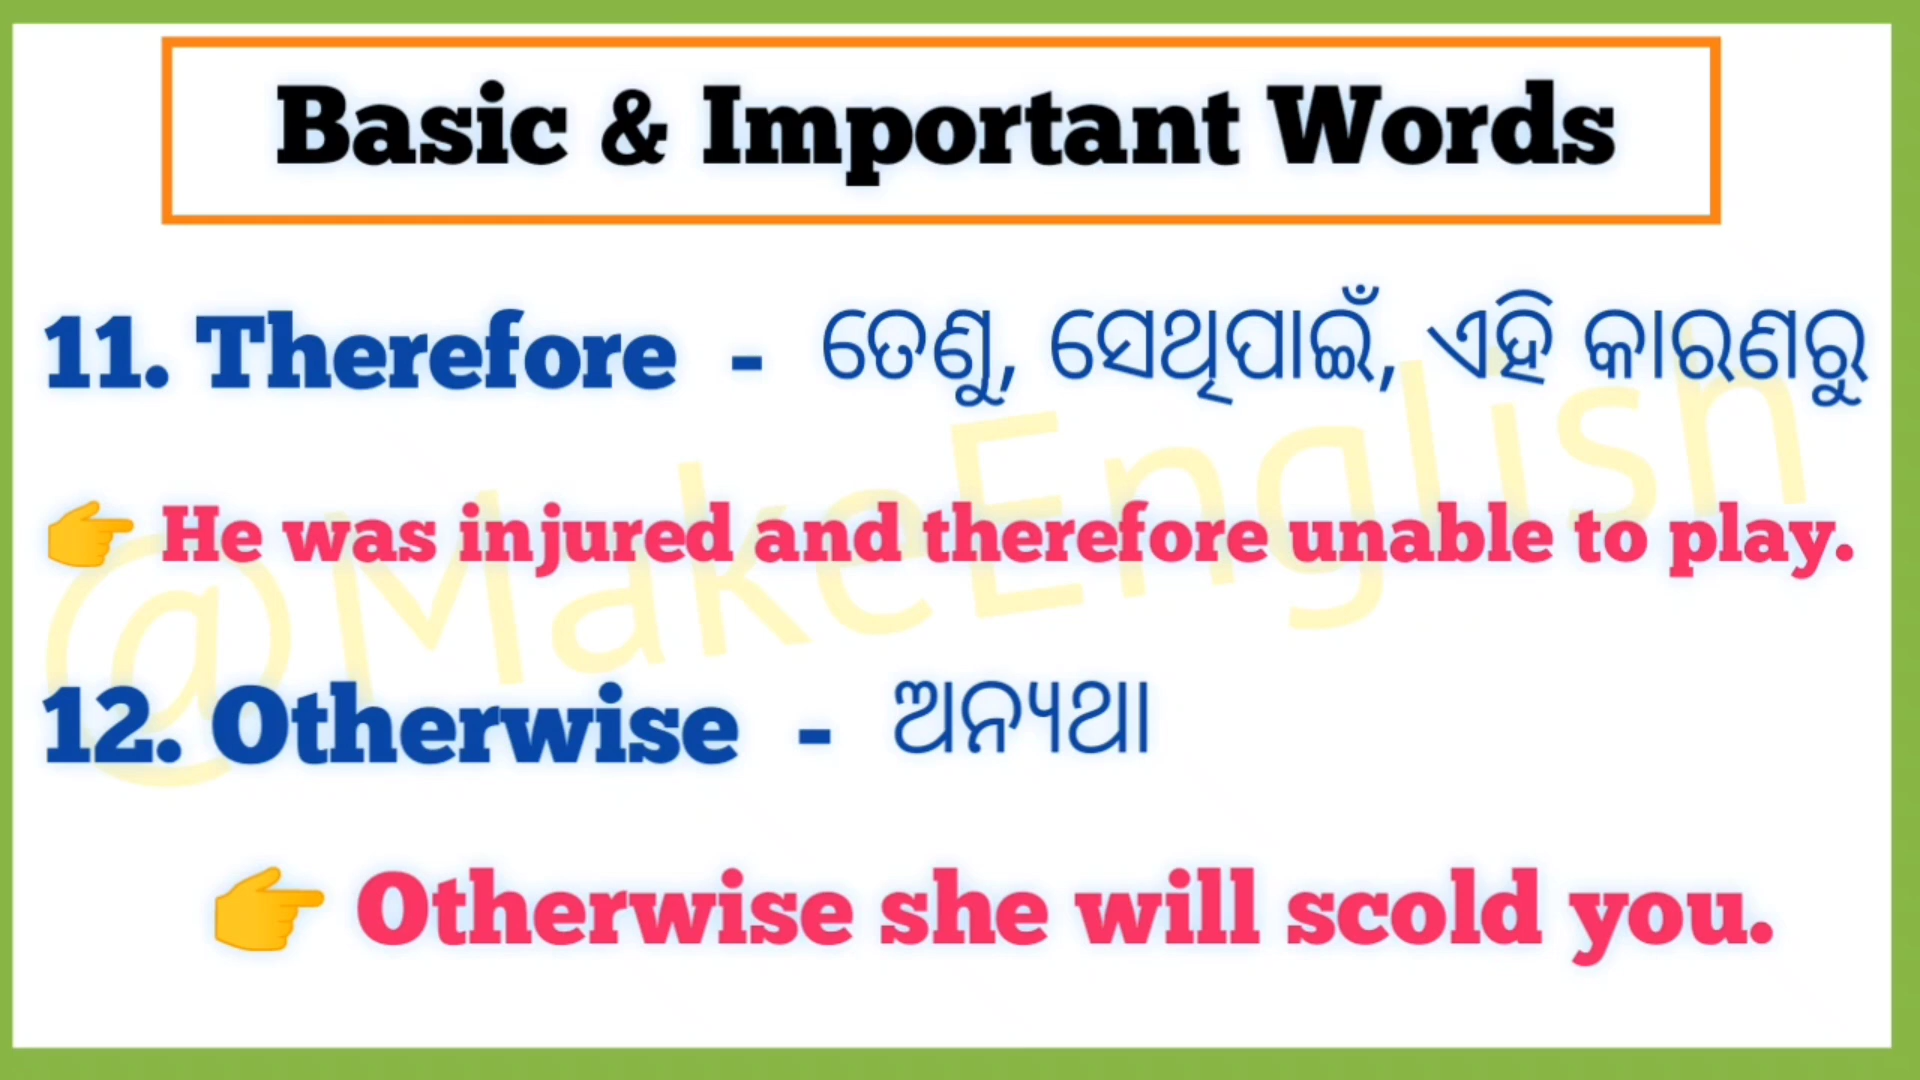 Basic & Important Words
11. Therefore - ତେଣୁ, ସେଥିପାଇଁ, ଏହି କାରଣରୁ
👉 He was injured and therefore unable to play.
12. Otherwise - ଅନ୍ୟଥା
👉 Otherwise she will scold you.
@MakeEnglish